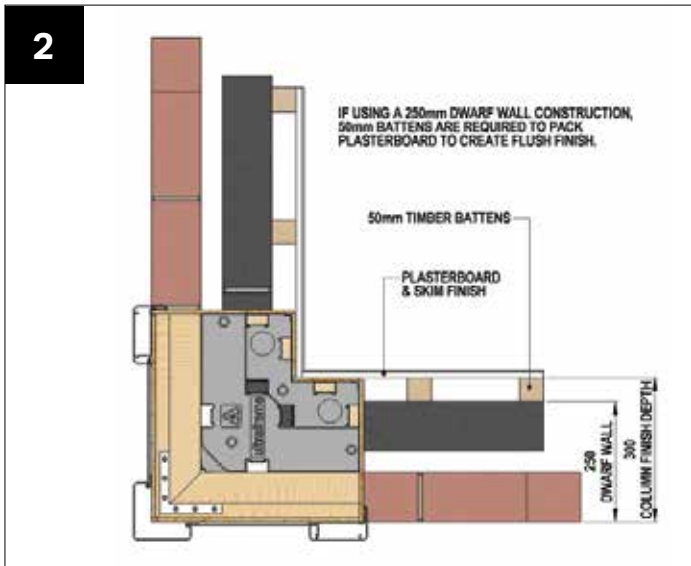 2
IF USING A 250mm DWARF WALL CONSTRUCTION,
50mm BATTENS ARE REQUIRED TO PACK
PLASTERBOARD TO CREATE FLUSH FINISH.
50mm TIMBER BATTENS
PLASTERBOARD
& SKIM FINISH
ultraframe
250
DWARF WALL
300
COLUMN FINISH DEPTH